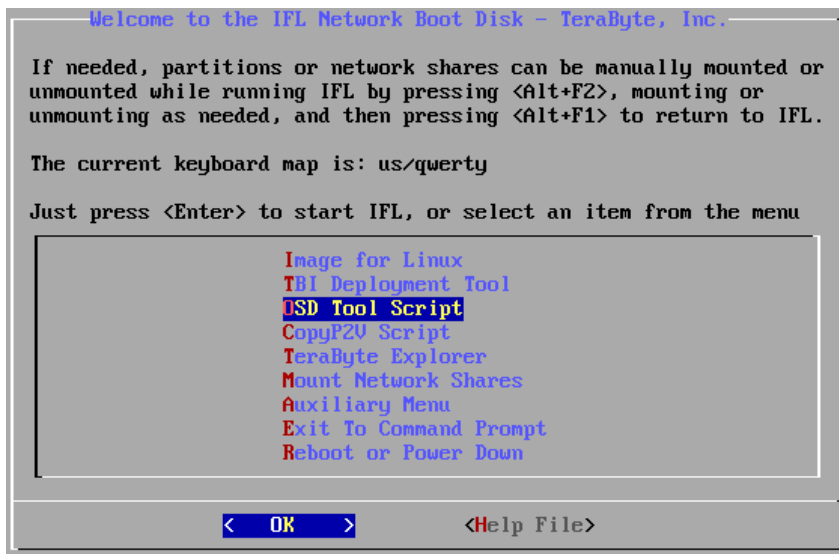 Welcome to the IFL Network Boot Disk - TeraByte, Inc.
If needed, partitions or network shares can be manually mounted or
unmounted while running IFL by pressing <Alt+F2>, mounting or
unmounting as needed, and then pressing <Alt+F1> to return to IFL.
The current keyboard map is: us/qwerty
Just press <Enter> to start IFL, or select an item from the menu
Image for Linux
TBI Deployment Tool
OSD Tool Script
CopyP2V Script
TeraByte Explorer
Mount Network Shares
Auxiliary Menu
Exit To Command Prompt
Reboot or Power Down
< OK > <Help File>